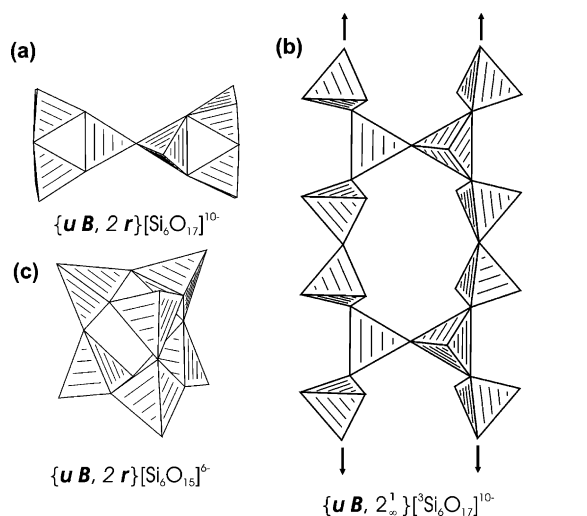 (a)
{u B, 2 r}[Si₆O₁₇]¹⁰⁻
(b)
{u B, 2¹∞}[³Si₆O₁₇]¹⁰⁻
(c)
{u B, 2 r}[Si₆O₁₅]⁶⁻